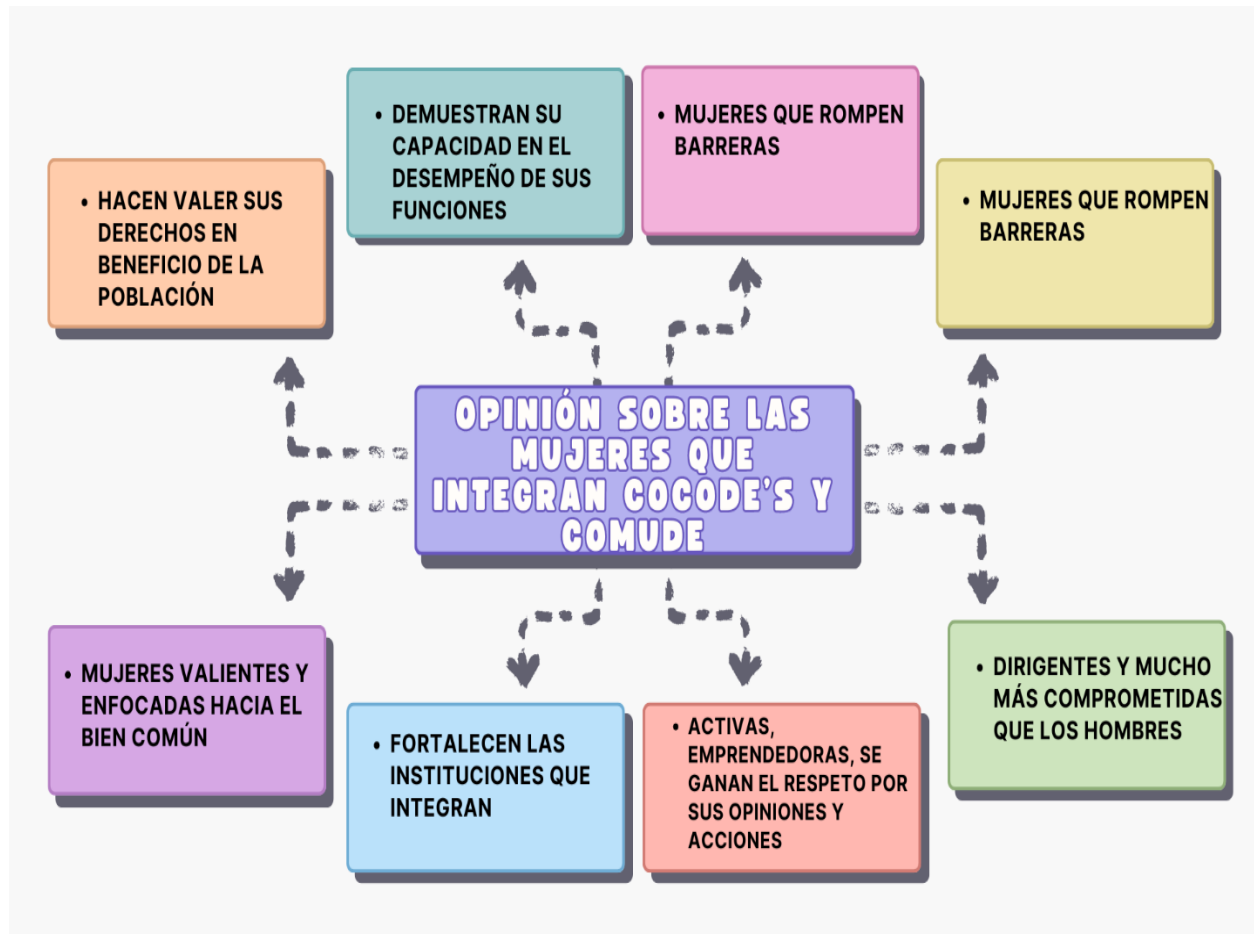 • DEMUESTRAN SU
CAPACIDAD EN EL
DESEMPEÑO DE SUS
FUNCIONES
• MUJERES QUE ROMPEN
BARRERAS
• HACEN VALER SUS
DERECHOS EN
BENEFICIO DE LA
POBLACIÓN
• MUJERES QUE ROMPEN
BARRERAS
OPINIÓN SOBRE LAS
MUJERES QUE
INTEGRAN COCODE'S Y
COMUDE
• MUJERES VALIENTES Y
ENFOCADAS HACIA EL
BIEN COMÚN
• FORTALECEN LAS
INSTITUCIONES QUE
INTEGRAN
• ACTIVAS,
EMPRENDEDORAS, SE
GANAN EL RESPETO POR
SUS OPINIONES Y
ACCIONES
• DIRIGENTES Y MUCHO
MÁS COMPROMETIDAS
QUE LOS HOMBRES